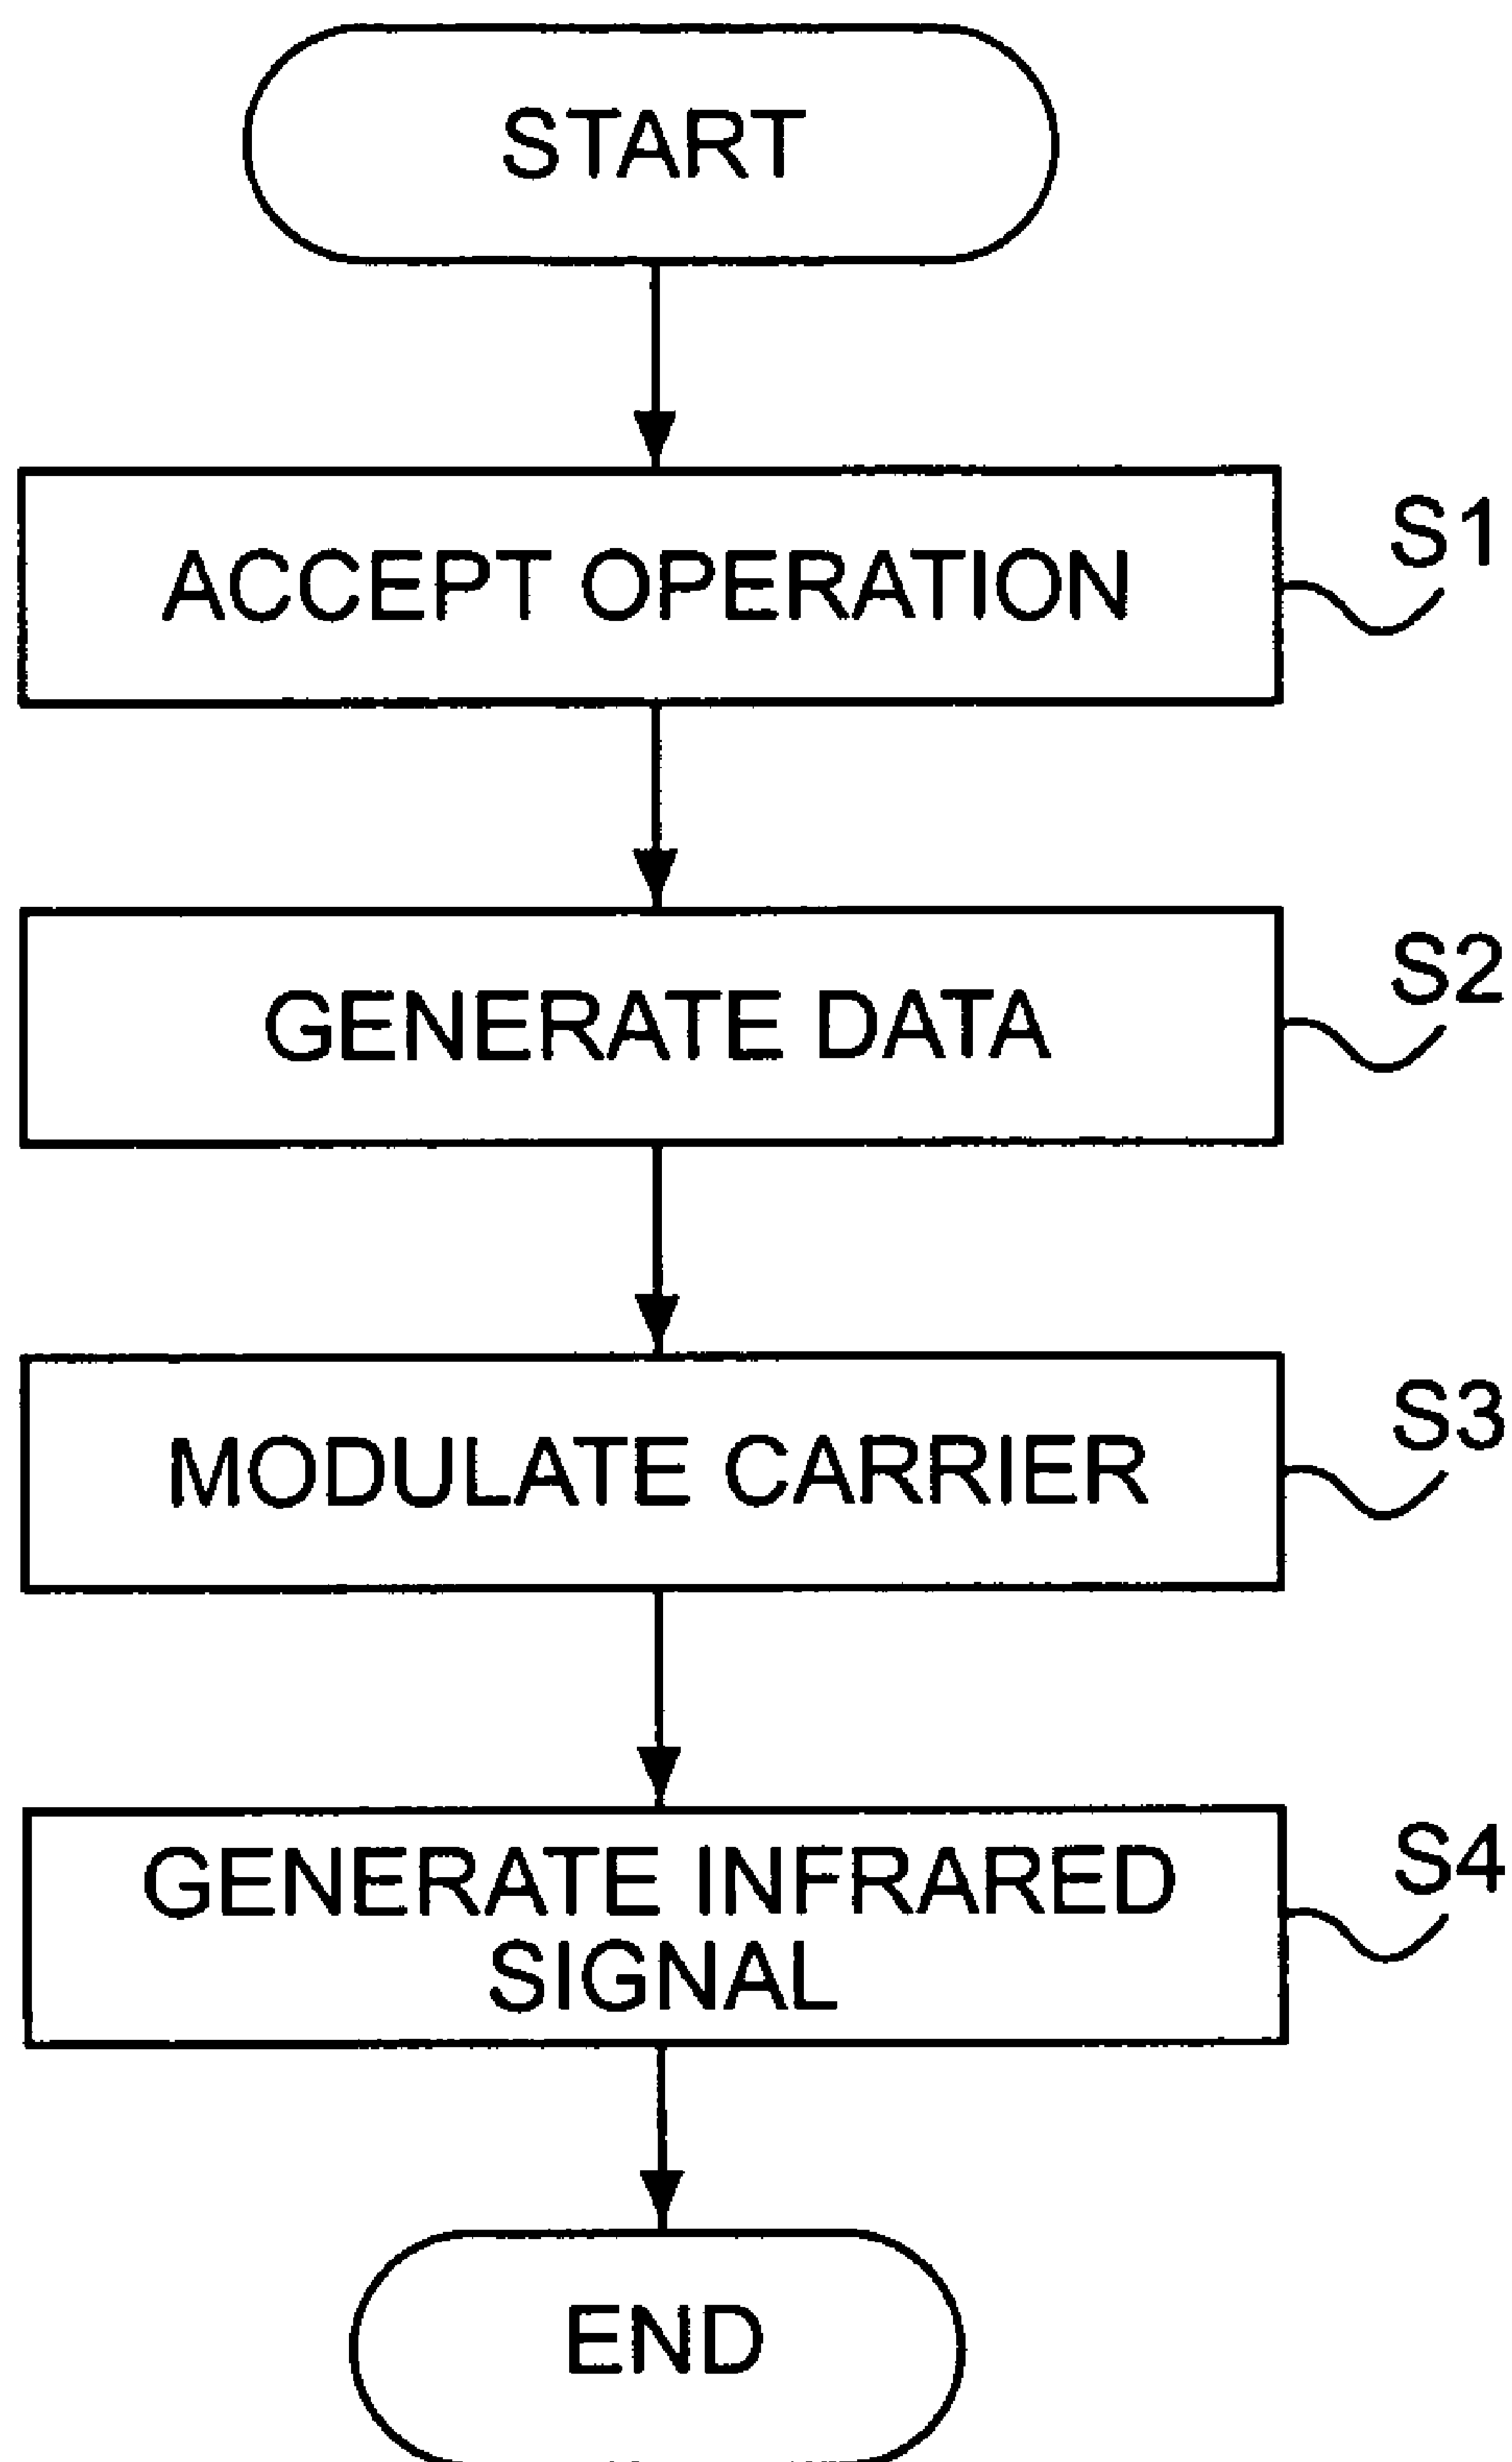 START
ACCEPT OPERATION
S1
GENERATE DATA
S2
MODULATE CARRIER
S3
GENERATE INFRARED
SIGNAL
S4
END